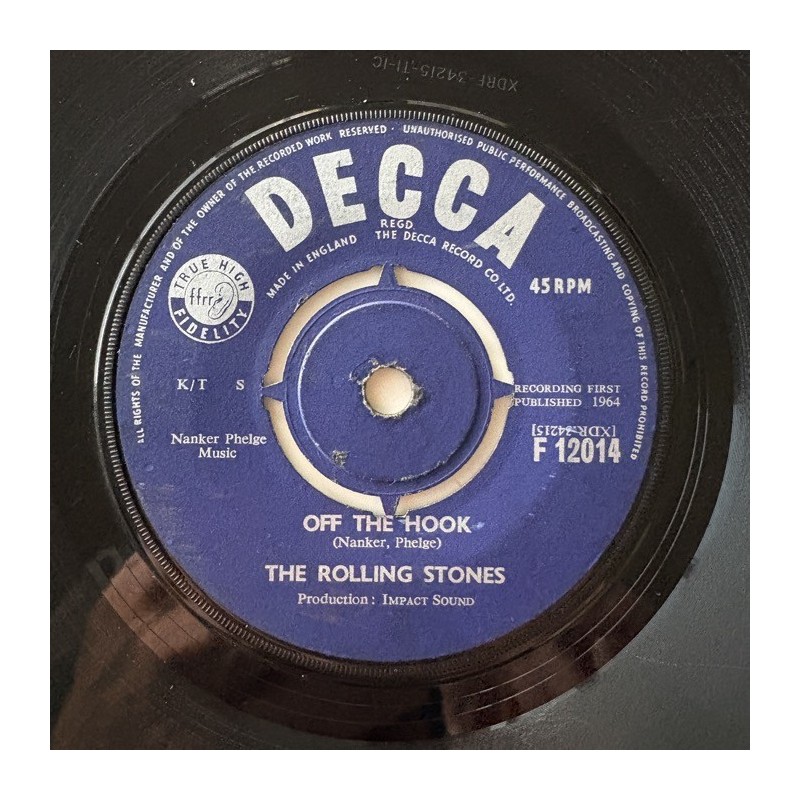 XDRF-34215-T1-1C
ALL RIGHTS OF THE MANUFACTURER AND OF THE OWNER OF THE RECORDED WORK RESERVED · UNAUTHORISED PUBLIC PERFORMANCE BROADCASTING AND COPYING OF THIS RECORD PROHIBITED
DECCA
REGD
MADE IN ENGLAND THE DECCA RECORD CO. LTD.
TRUE HIGH
ffrr
FIDELITY
45 RPM
K/T S
RECORDING FIRST
PUBLISHED 1964
Nanker Phelge
Music
[XDR-34215]
F 12014
OFF THE HOOK
(Nanker, Phelge)
THE ROLLING STONES
Production : IMPACT SOUND